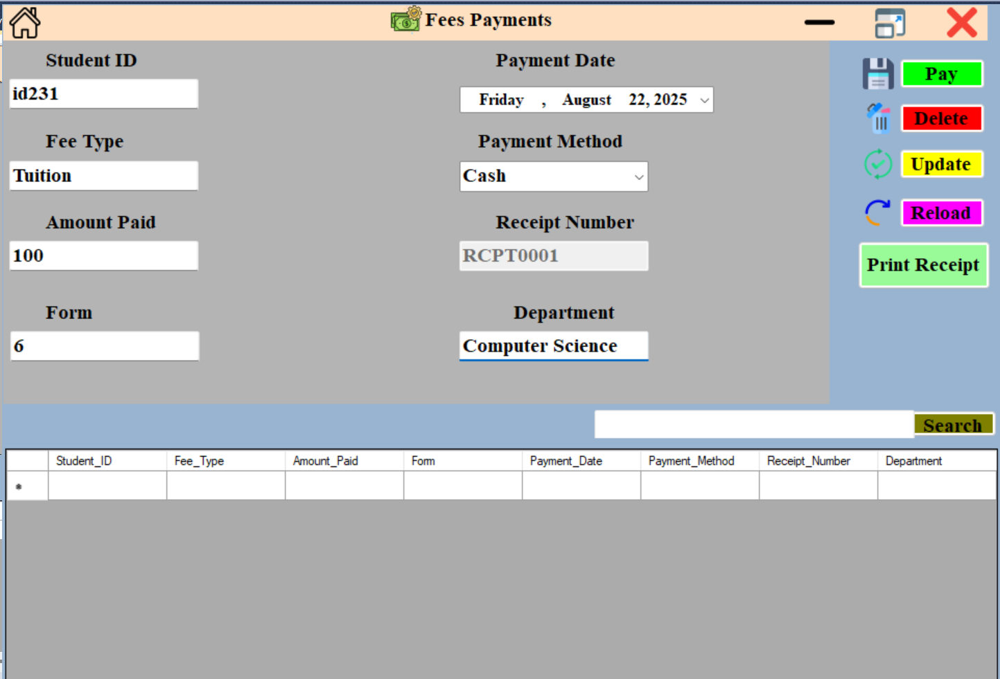 Fees Payments
Student ID
Payment Date
id231
Friday , August 22, 2025
Pay
Delete
Fee Type
Payment Method
Tuition
Cash
Update
Amount Paid
Receipt Number
Reload
100
RCPT0001
Print Receipt
Form
Department
6
Computer Science
Search
Student_ID Fee_Type Amount_Paid Form Payment_Date Payment_Method Receipt_Number Department